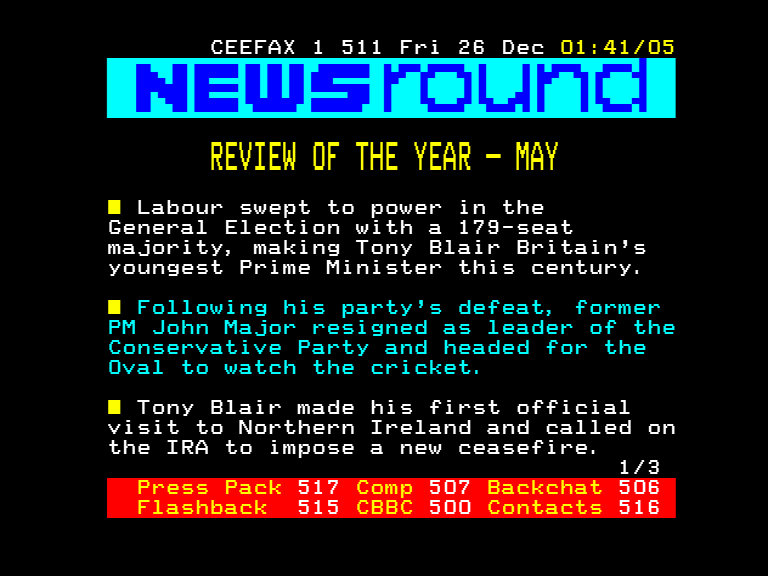 CEEFAX 1 511 Fri 26 Dec 01:41/05
NEWSround
REVIEW OF THE YEAR – MAY
Labour swept to power in the
General Election with a 179-seat
majority, making Tony Blair Britain's
youngest Prime Minister this century.
Following his party's defeat, former
PM John Major resigned as leader of the
Conservative Party and headed for the
Oval to watch the cricket.
Tony Blair made his first official
visit to Northern Ireland and called on
the IRA to impose a new ceasefire.
1/3
Press Pack 517 Comp 507 Backchat 506
Flashback 515 CBBC 500 Contacts 516